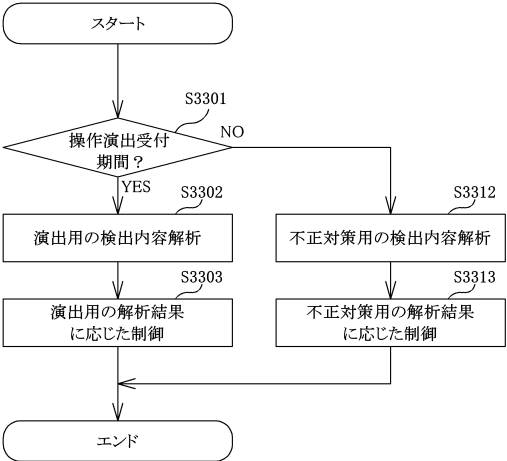 スタート
S3301
操作演出受付
期間？
NO
YES
S3302
演出用の検出内容解析
S3312
不正対策用の検出内容解析
S3303
演出用の解析結果
に応じた制御
S3313
不正対策用の解析結果
に応じた制御
エンド